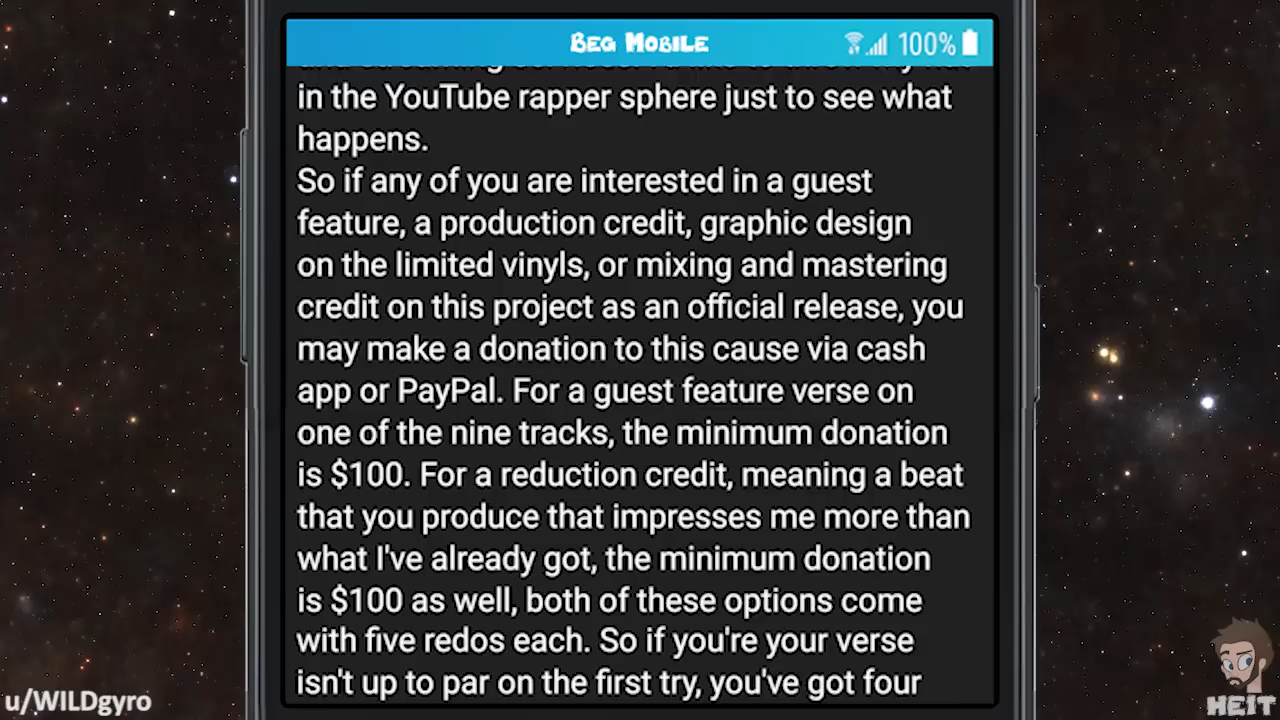 Beg Mobile
100%
in the YouTube rapper sphere just to see what
happens.
So if any of you are interested in a guest
feature, a production credit, graphic design
on the limited vinyls, or mixing and mastering
credit on this project as an official release, you
may make a donation to this cause via cash
app or PayPal. For a guest feature verse on
one of the nine tracks, the minimum donation
is $100. For a reduction credit, meaning a beat
that you produce that impresses me more than
what I've already got, the minimum donation
is $100 as well, both of these options come
with five redos each. So if you're your verse
isn't up to par on the first try, you've got four
u/WILDgyro
HEIT